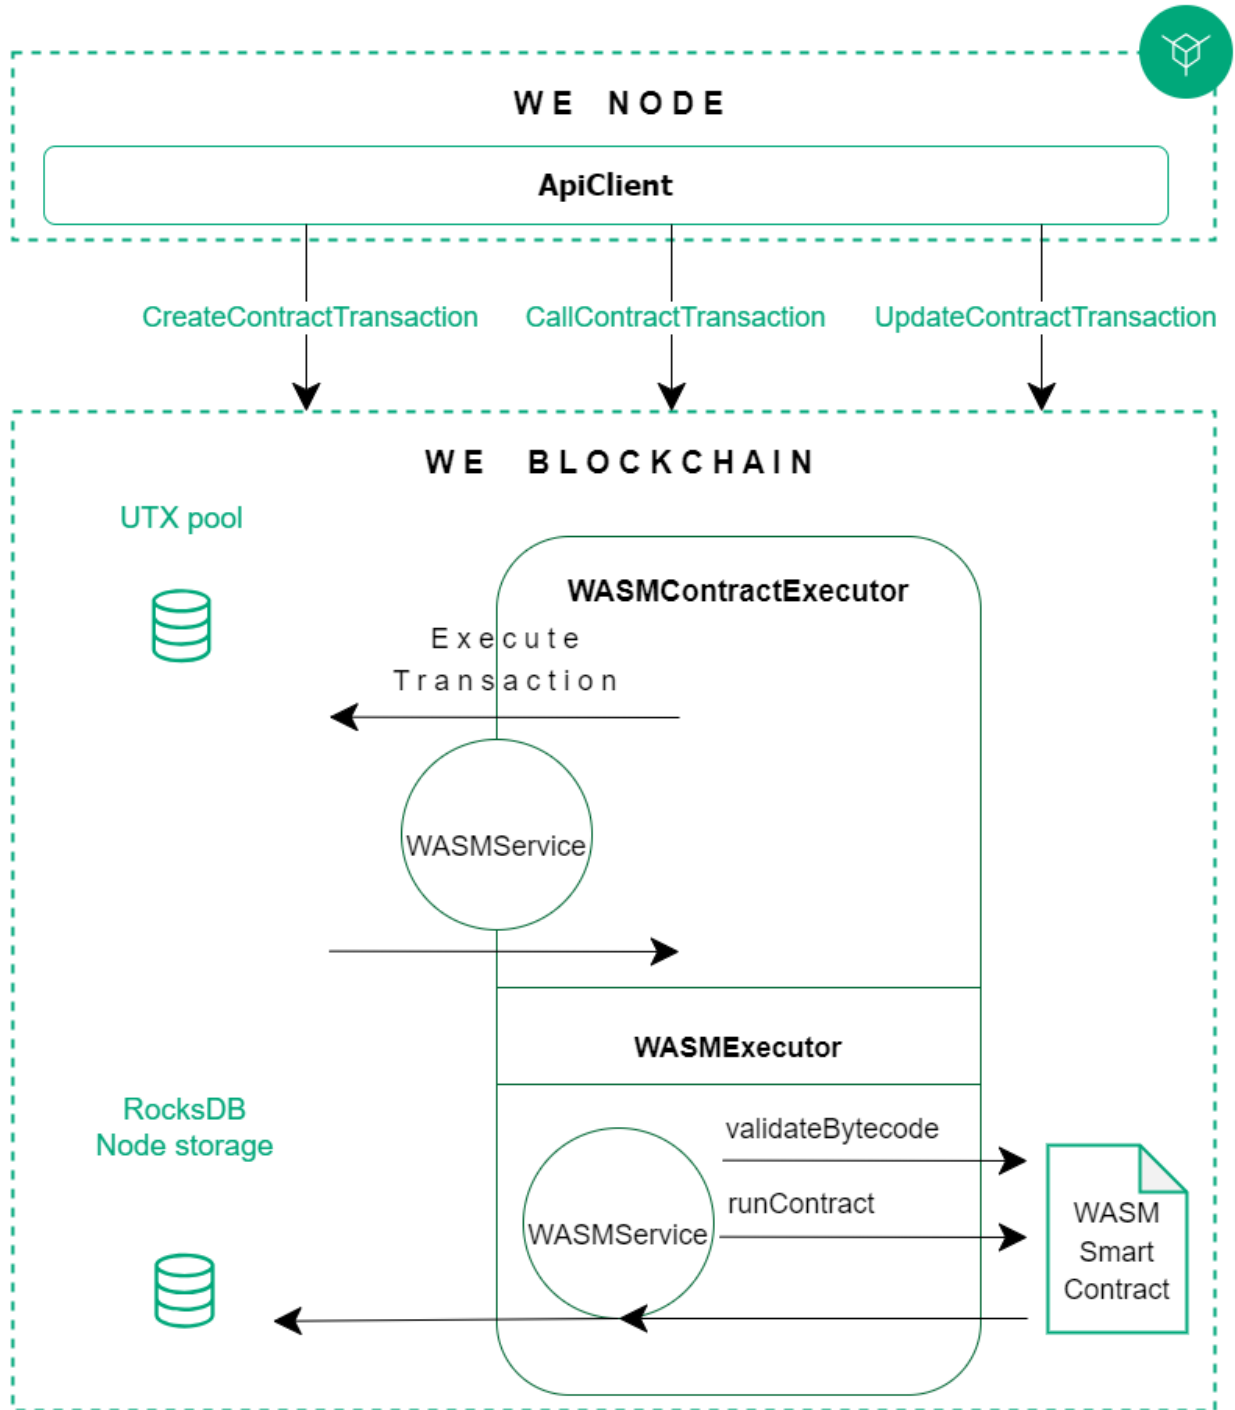 WE NODE
ApiClient
CreateContractTransaction
CallContractTransaction
UpdateContractTransaction
WE BLOCKCHAIN
UTX pool
WASMContractExecutor
Execute
Transaction
WASMService
WASMExecutor
RocksDB
Node storage
validateBytecode
runContract
WASMService
WASM
Smart
Contract